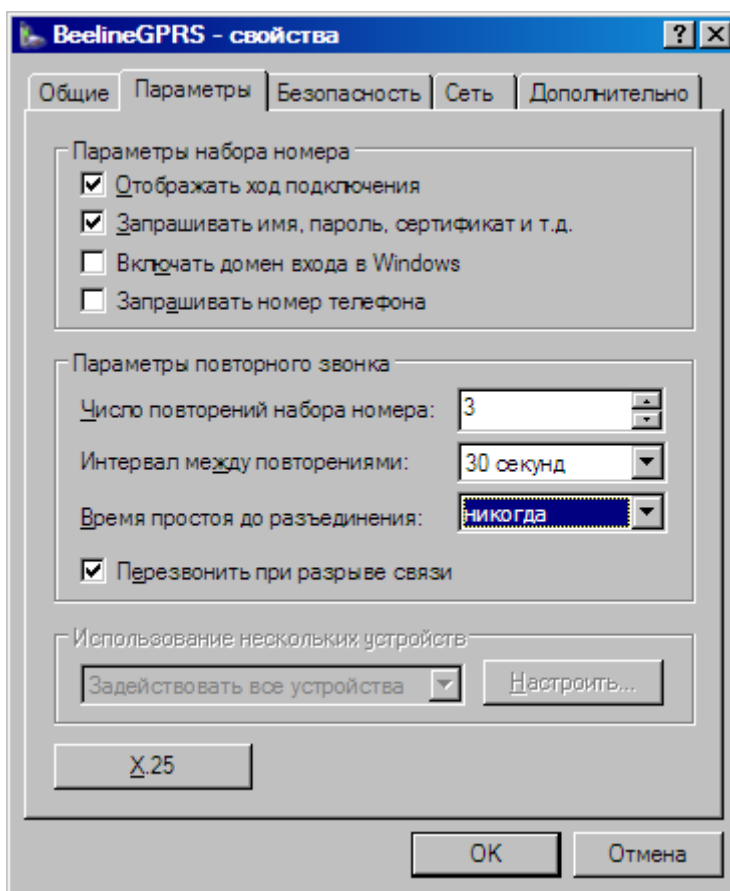 BeelineGPRS - свойства
Общие Параметры Безопасность Сеть Дополнительно
Параметры набора номера
Отображать ход подключения
Запрашивать имя, пароль, сертификат и т.д.
Включать домен входа в Windows
Запрашивать номер телефона
Параметры повторного звонка
Число повторений набора номера: 3
Интервал между повторениями: 30 секунд
Время простоя до разъединения: никогда
Перезвонить при разрыве связи
Использование нескольких устройств
Задействовать все устройства Настроить...
X.25
OK Отмена